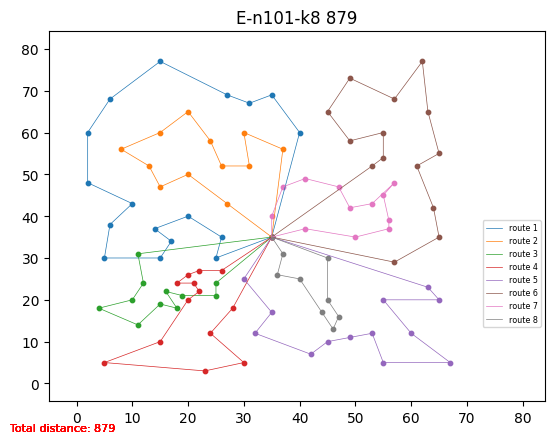 E-n101-k8 879
80
70
60
50
40
30
20
10
0
route 1
route 2
route 3
route 4
route 5
route 6
route 7
route 8
0 10 20 30 40 50 60 70 80
Total distance: 879